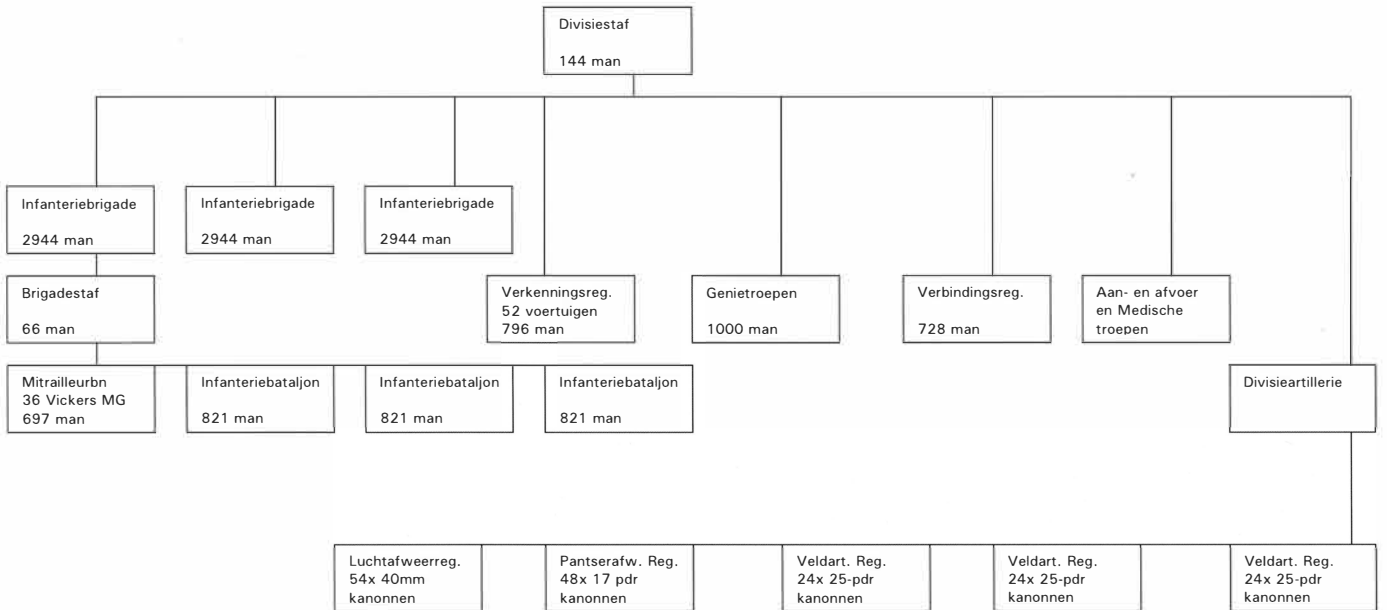 Divisiestaf
144 man
Infanteriebrigade
2944 man
Infanteriebrigade
2944 man
Infanteriebrigade
2944 man
Brigadestaf
66 man
Verkenningsreg.
52 voertuigen
796 man
Genietroepen
1000 man
Verbindingsreg.
728 man
Aan- en afvoer
en Medische
troepen
Mitrailleurbn
36 Vickers MG
697 man
Infanteriebataljon
821 man
Infanteriebataljon
821 man
Infanteriebataljon
821 man
Divisieartillerie
Luchtafweerreg.
54x 40mm
kanonnen
Pantserafw. Reg.
48x 17 pdr
kanonnen
Veldart. Reg.
24x 25-pdr
kanonnen
Veldart. Reg.
24x 25-pdr
kanonnen
Veldart. Reg.
24x 25-pdr
kanonnen